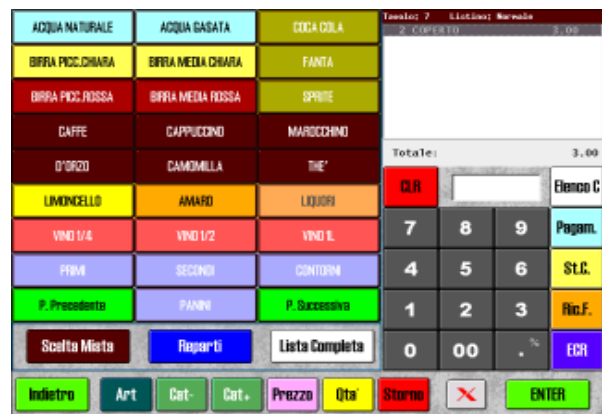 ACQUA NATURALE ACQUA GASATA COCA COLA
BIRRA PICC.CHIARA BIRRA MEDIA CHIARA FANTA
BIRRA PICC.ROSSA BIRRA MEDIA ROSSA SPRITE
CAFFE CAPPUCCINO MAROCCHINO
D'ORZO CAMOMILLA THE'
LIMONCELLO AMARO LIQUORI
VINO 1/4 VINO 1/2 VINO 1L
PRIMI SECONDI CONTORNI
P. Precedente PANINI P. Successiva
Scelta Mista Reparti Lista Completa
Indietro Art Cat- Cat+ Prezzo Qta' Storno X ENTER
Tavolo: 7 Listino: Normale
2 COPERTO 3.00
Totale: 3.00
CLR Elenco C
7 8 9 Pagam.
4 5 6 St.C.
1 2 3 Ric.F.
0 00 . % ECR